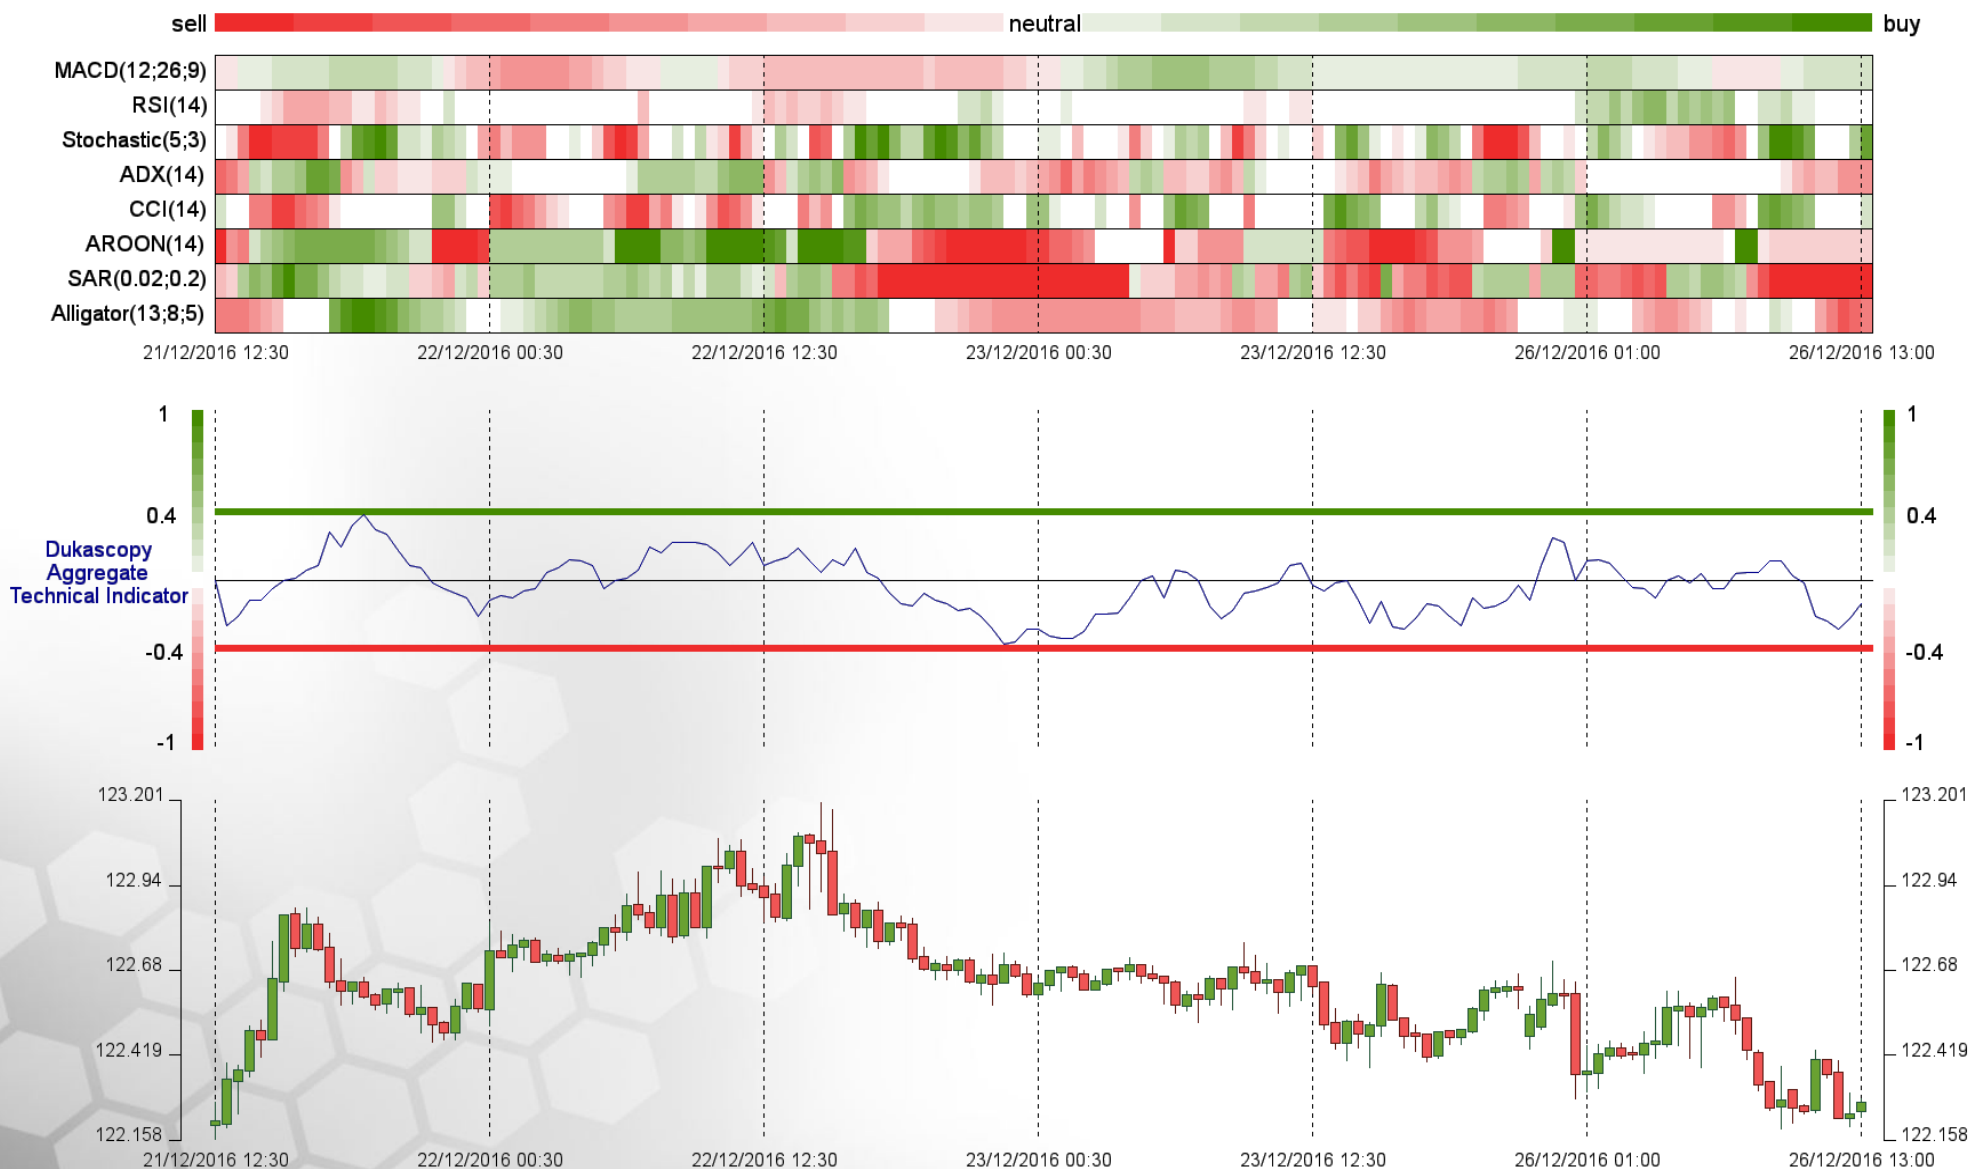 sell neutral buy
MACD(12;26;9)
RSI(14)
Stochastic(5;3)
ADX(14)
CCI(14)
AROON(14)
SAR(0.02;0.2)
Alligator(13;8;5)
21/12/2016 12:30 22/12/2016 00:30 22/12/2016 12:30 23/12/2016 00:30 23/12/2016 12:30 26/12/2016 01:00 26/12/2016 13:00
1 1
0.4 0.4
Dukascopy
Aggregate
Technical Indicator
-0.4 -0.4
-1 -1
123.201 123.201
122.94 122.94
122.68 122.68
122.419 122.419
122.158 122.158
21/12/2016 12:30 22/12/2016 00:30 22/12/2016 12:30 23/12/2016 00:30 23/12/2016 12:30 26/12/2016 01:00 26/12/2016 13:00